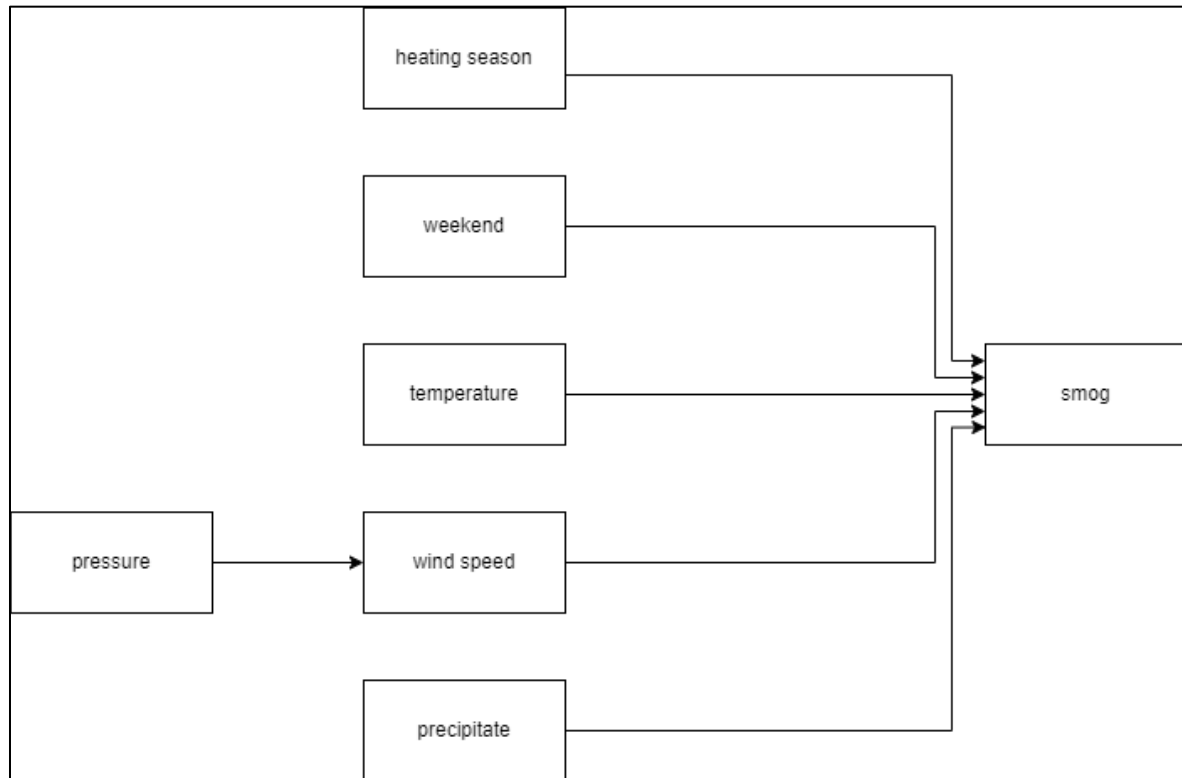 heating season
weekend
temperature
smog
pressure
wind speed
precipitate